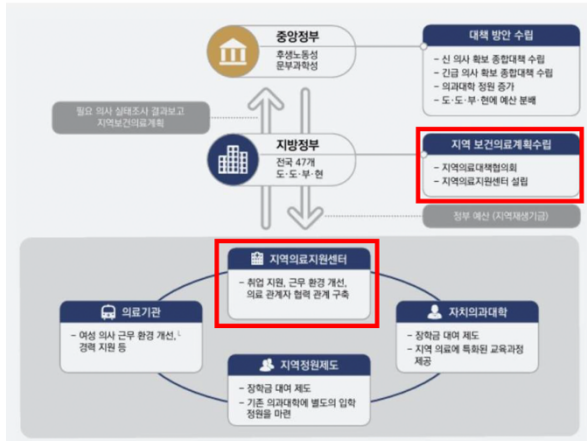 중앙정부
후생노동성
문부과학성
대책 방안 수립
- 신 의사 확보 종합대책 수립
- 긴급 의사 확보 종합대책 수립
- 의과대학 정원 증가
- 도·도·부·현에 예산 분배
필요 의사 실태조사 결과보고
지역보건의료계획
지방정부
전국 47개
도·도·부·현
지역 보건의료계획수립
- 지역의료대책협의회
- 지역의료지원센터 설립
정부 예산 (지역재생기금)
지역의료지원센터
- 취업 지원, 근무 환경 개선,
의료 관계자 협력 관계 구축
의료기관
- 여성 의사 근무 환경 개선,
경력 지원 등
자치의과대학
- 장학금 대여 제도
- 지역 의료에 특화된 교육과정
제공
지역정원제도
- 장학금 대여 제도
- 기존 의과대학에 별도의 입학
정원을 마련